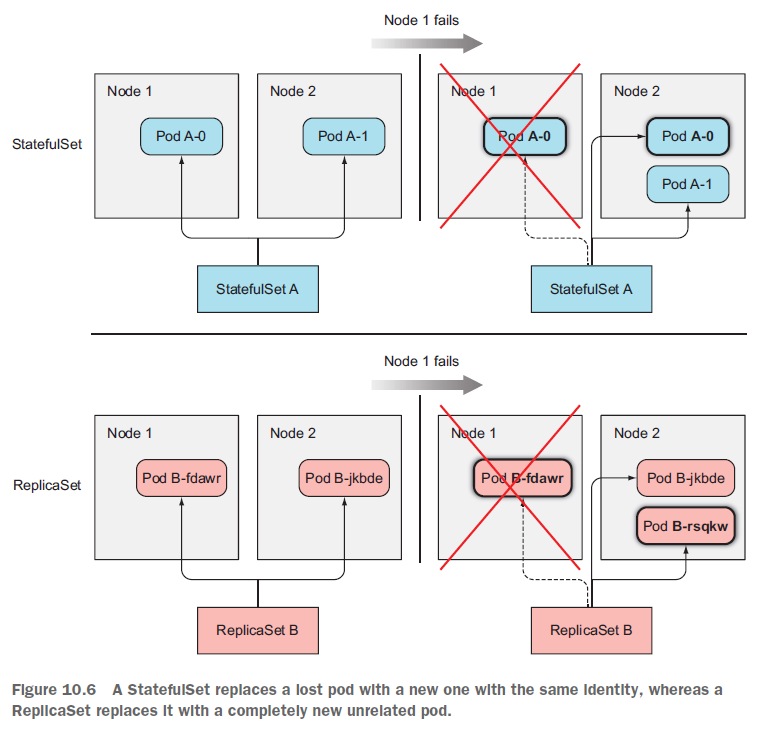 Node 1 fails
StatefulSet
Node 1
Pod A-0
Node 2
Pod A-1
StatefulSet A
Node 1
Pod A-0
Node 2
Pod A-0
Pod A-1
StatefulSet A
Node 1 fails
ReplicaSet
Node 1
Pod B-fdawr
Node 2
Pod B-jkbde
ReplicaSet B
Node 1
Pod B-fdawr
Node 2
Pod B-jkbde
Pod B-rsqkw
ReplicaSet B
Figure 10.6 A StatefulSet replaces a lost pod with a new one with the same identity, whereas a
ReplicaSet replaces it with a completely new unrelated pod.